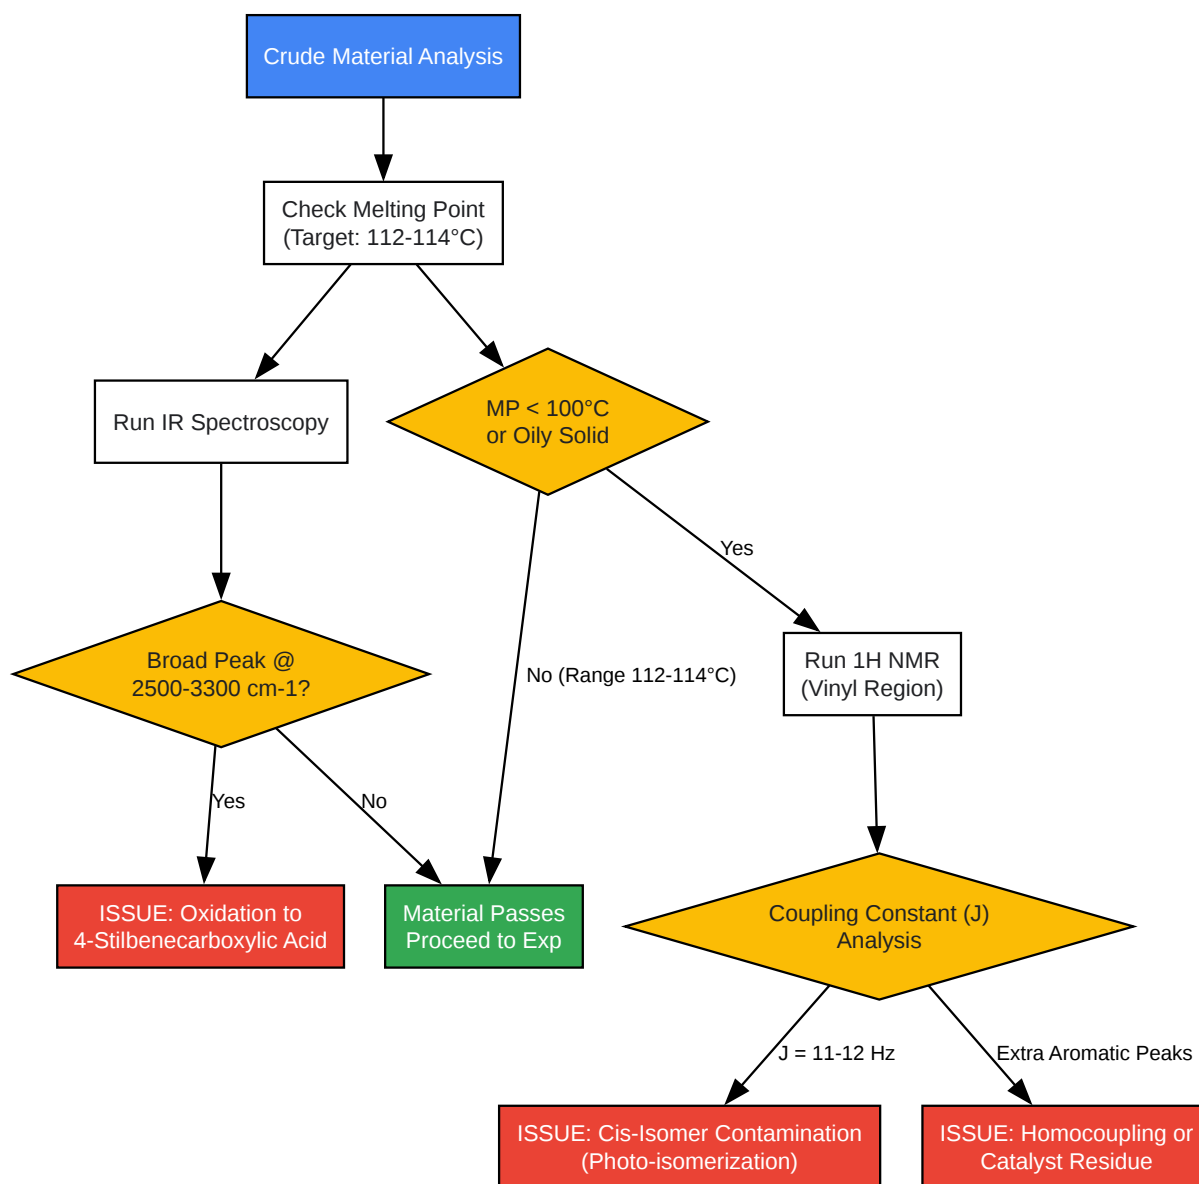 Crude Material Analysis
Check Melting Point
(Target: 112-114°C)
Run IR Spectroscopy
MP < 100°C
or Oily Solid
Yes
Broad Peak @
2500-3300 cm-1?
No (Range 112-114°C)
Run 1H NMR
(Vinyl Region)
Yes
No
ISSUE: Oxidation to
4-Stilbenecarboxylic Acid
Material Passes
Proceed to Exp
Coupling Constant (J)
Analysis
J = 11-12 Hz
Extra Aromatic Peaks
ISSUE: Cis-Isomer Contamination
(Photo-isomerization)
ISSUE: Homocoupling or
Catalyst Residue